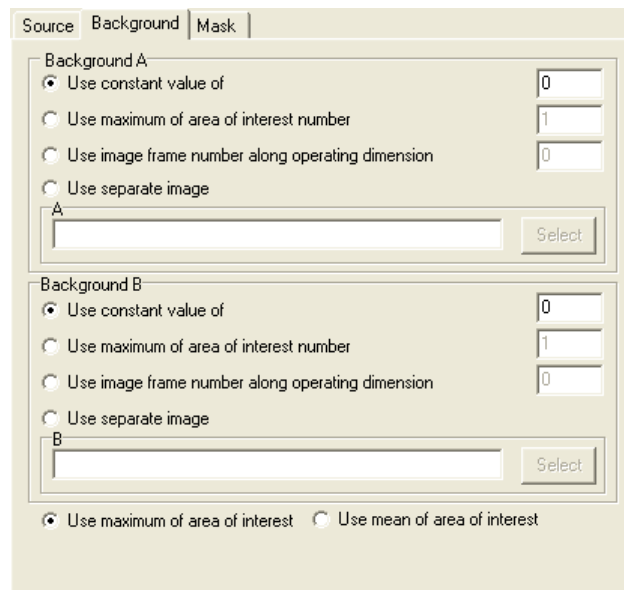 Source Background Mask
Background A
Use constant value of 0
Use maximum of area of interest number 1
Use image frame number along operating dimension 0
Use separate image
A
Select
Background B
Use constant value of 0
Use maximum of area of interest number 1
Use image frame number along operating dimension 0
Use separate image
B
Select
Use maximum of area of interest Use mean of area of interest